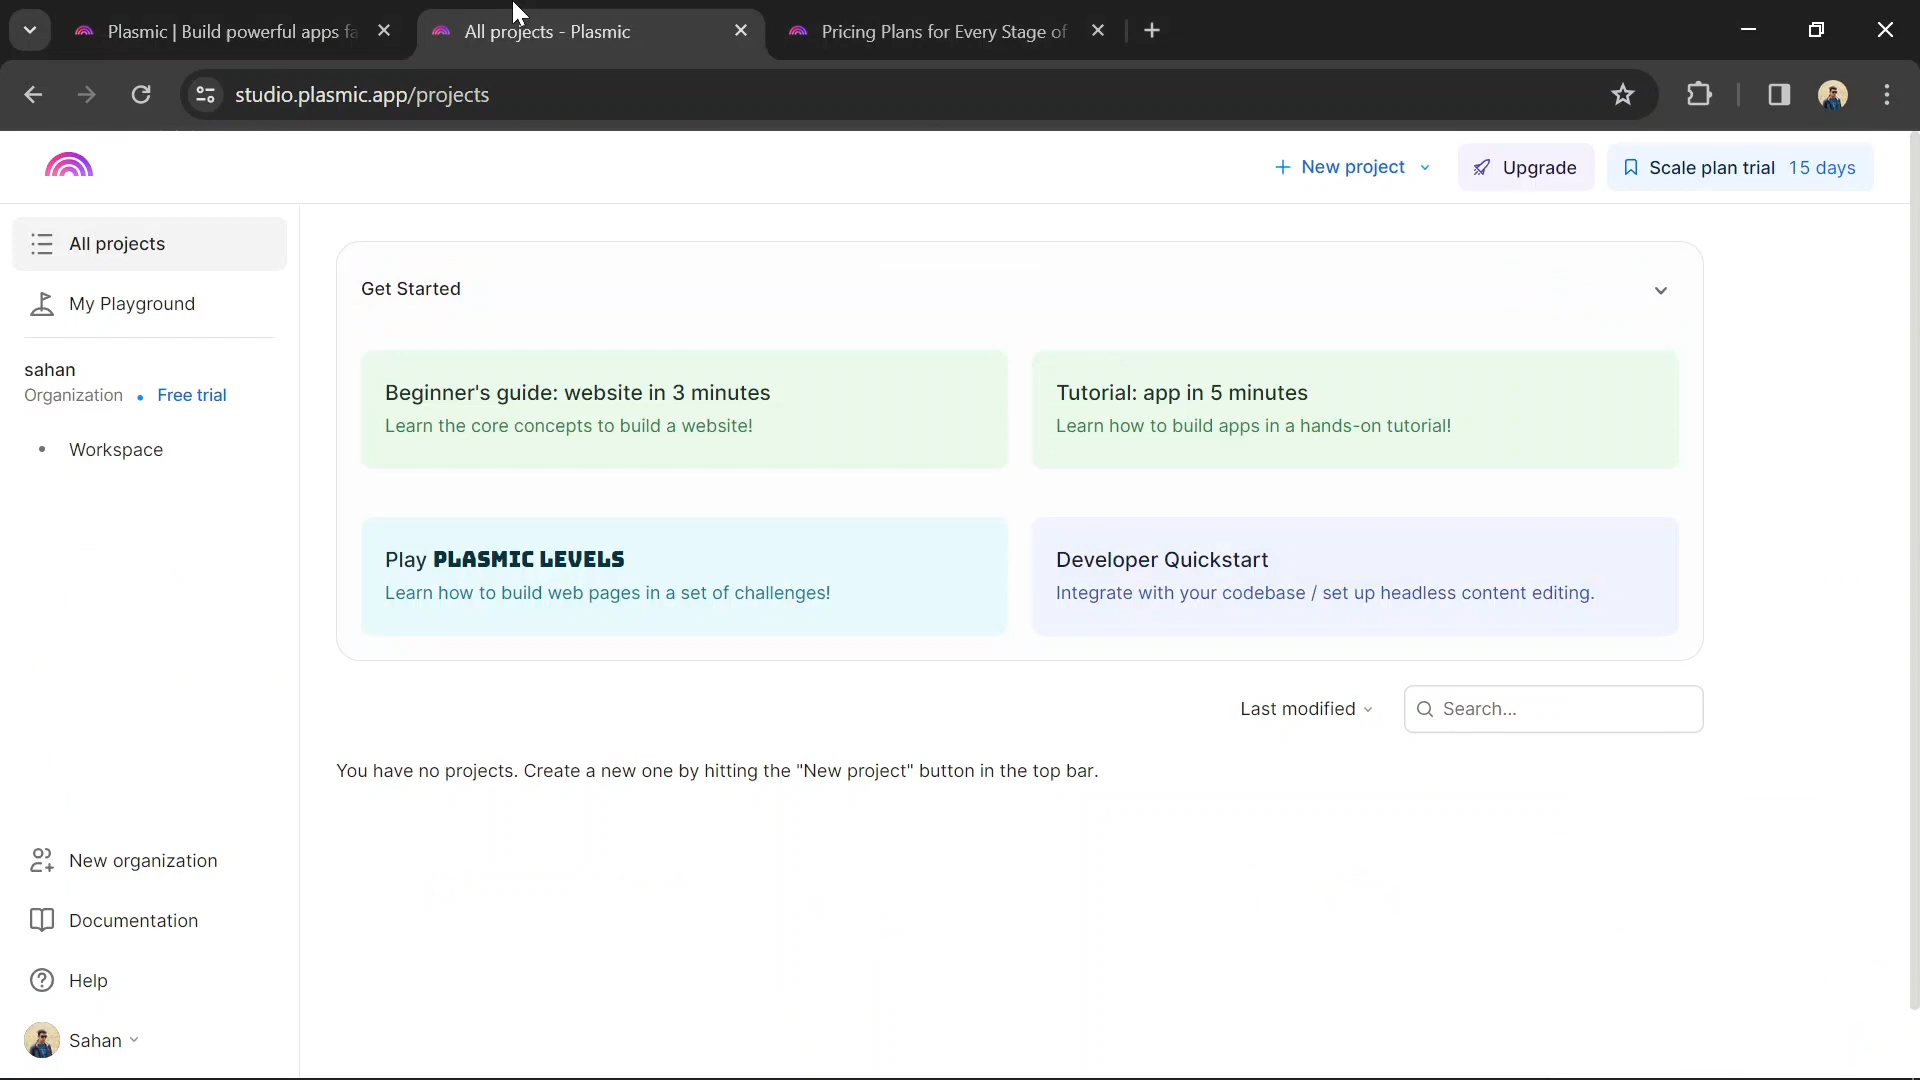 Plasmic | Build powerful apps fa
All projects - Plasmic
Pricing Plans for Every Stage of
studio.plasmic.app/projects
New project
Upgrade
Scale plan trial 15 days
All projects
My Playground
sahan
Organization • Free trial
• Workspace
Get Started
Beginner's guide: website in 3 minutes
Learn the core concepts to build a website!
Tutorial: app in 5 minutes
Learn how to build apps in a hands-on tutorial!
Play PLASMIC LEVELS
Learn how to build web pages in a set of challenges!
Developer Quickstart
Integrate with your codebase / set up headless content editing.
Last modified
Search...
You have no projects. Create a new one by hitting the "New project" button in the top bar.
New organization
Documentation
Help
Sahan